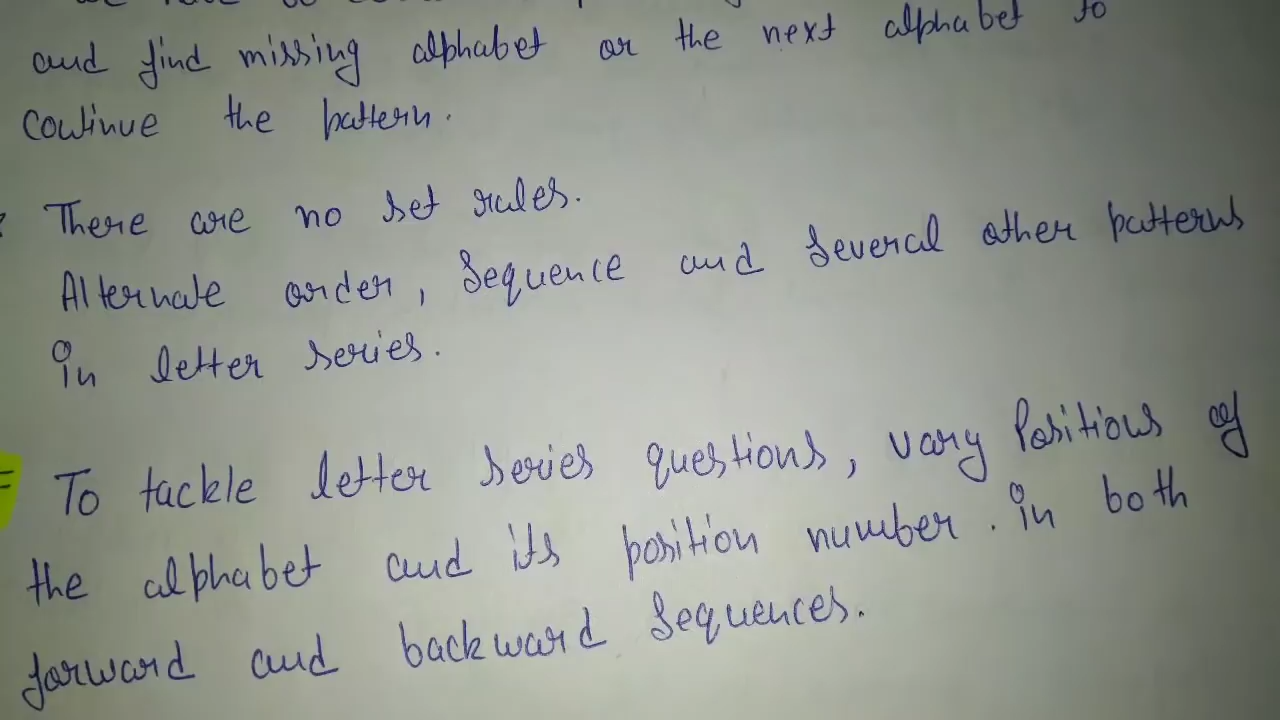 and find missing alphabet or the next alphabet to
continue the pattern.
There are no set rules.
Alternate order, sequence and several other patterns
in letter series.
To tackle letter series questions, vary Positions of
the alphabet and its position number. in both
forward and backward sequences.